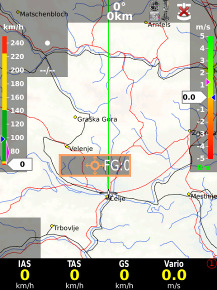 Matschenbloch
0°
0km
Arnfels
m/s
240
220
200
180
160
140
120
100
80
0
km/h
5
4
3
2
1
0.0
-1
-2
-3
-4
-5
--/--
Graška Gora
Velenje
FG:0
Celje
Mestinje
Trbovlje
IAS
TAS
GS
Vario
0
0
0
0.0
km/h
km/h
km/h
m/s